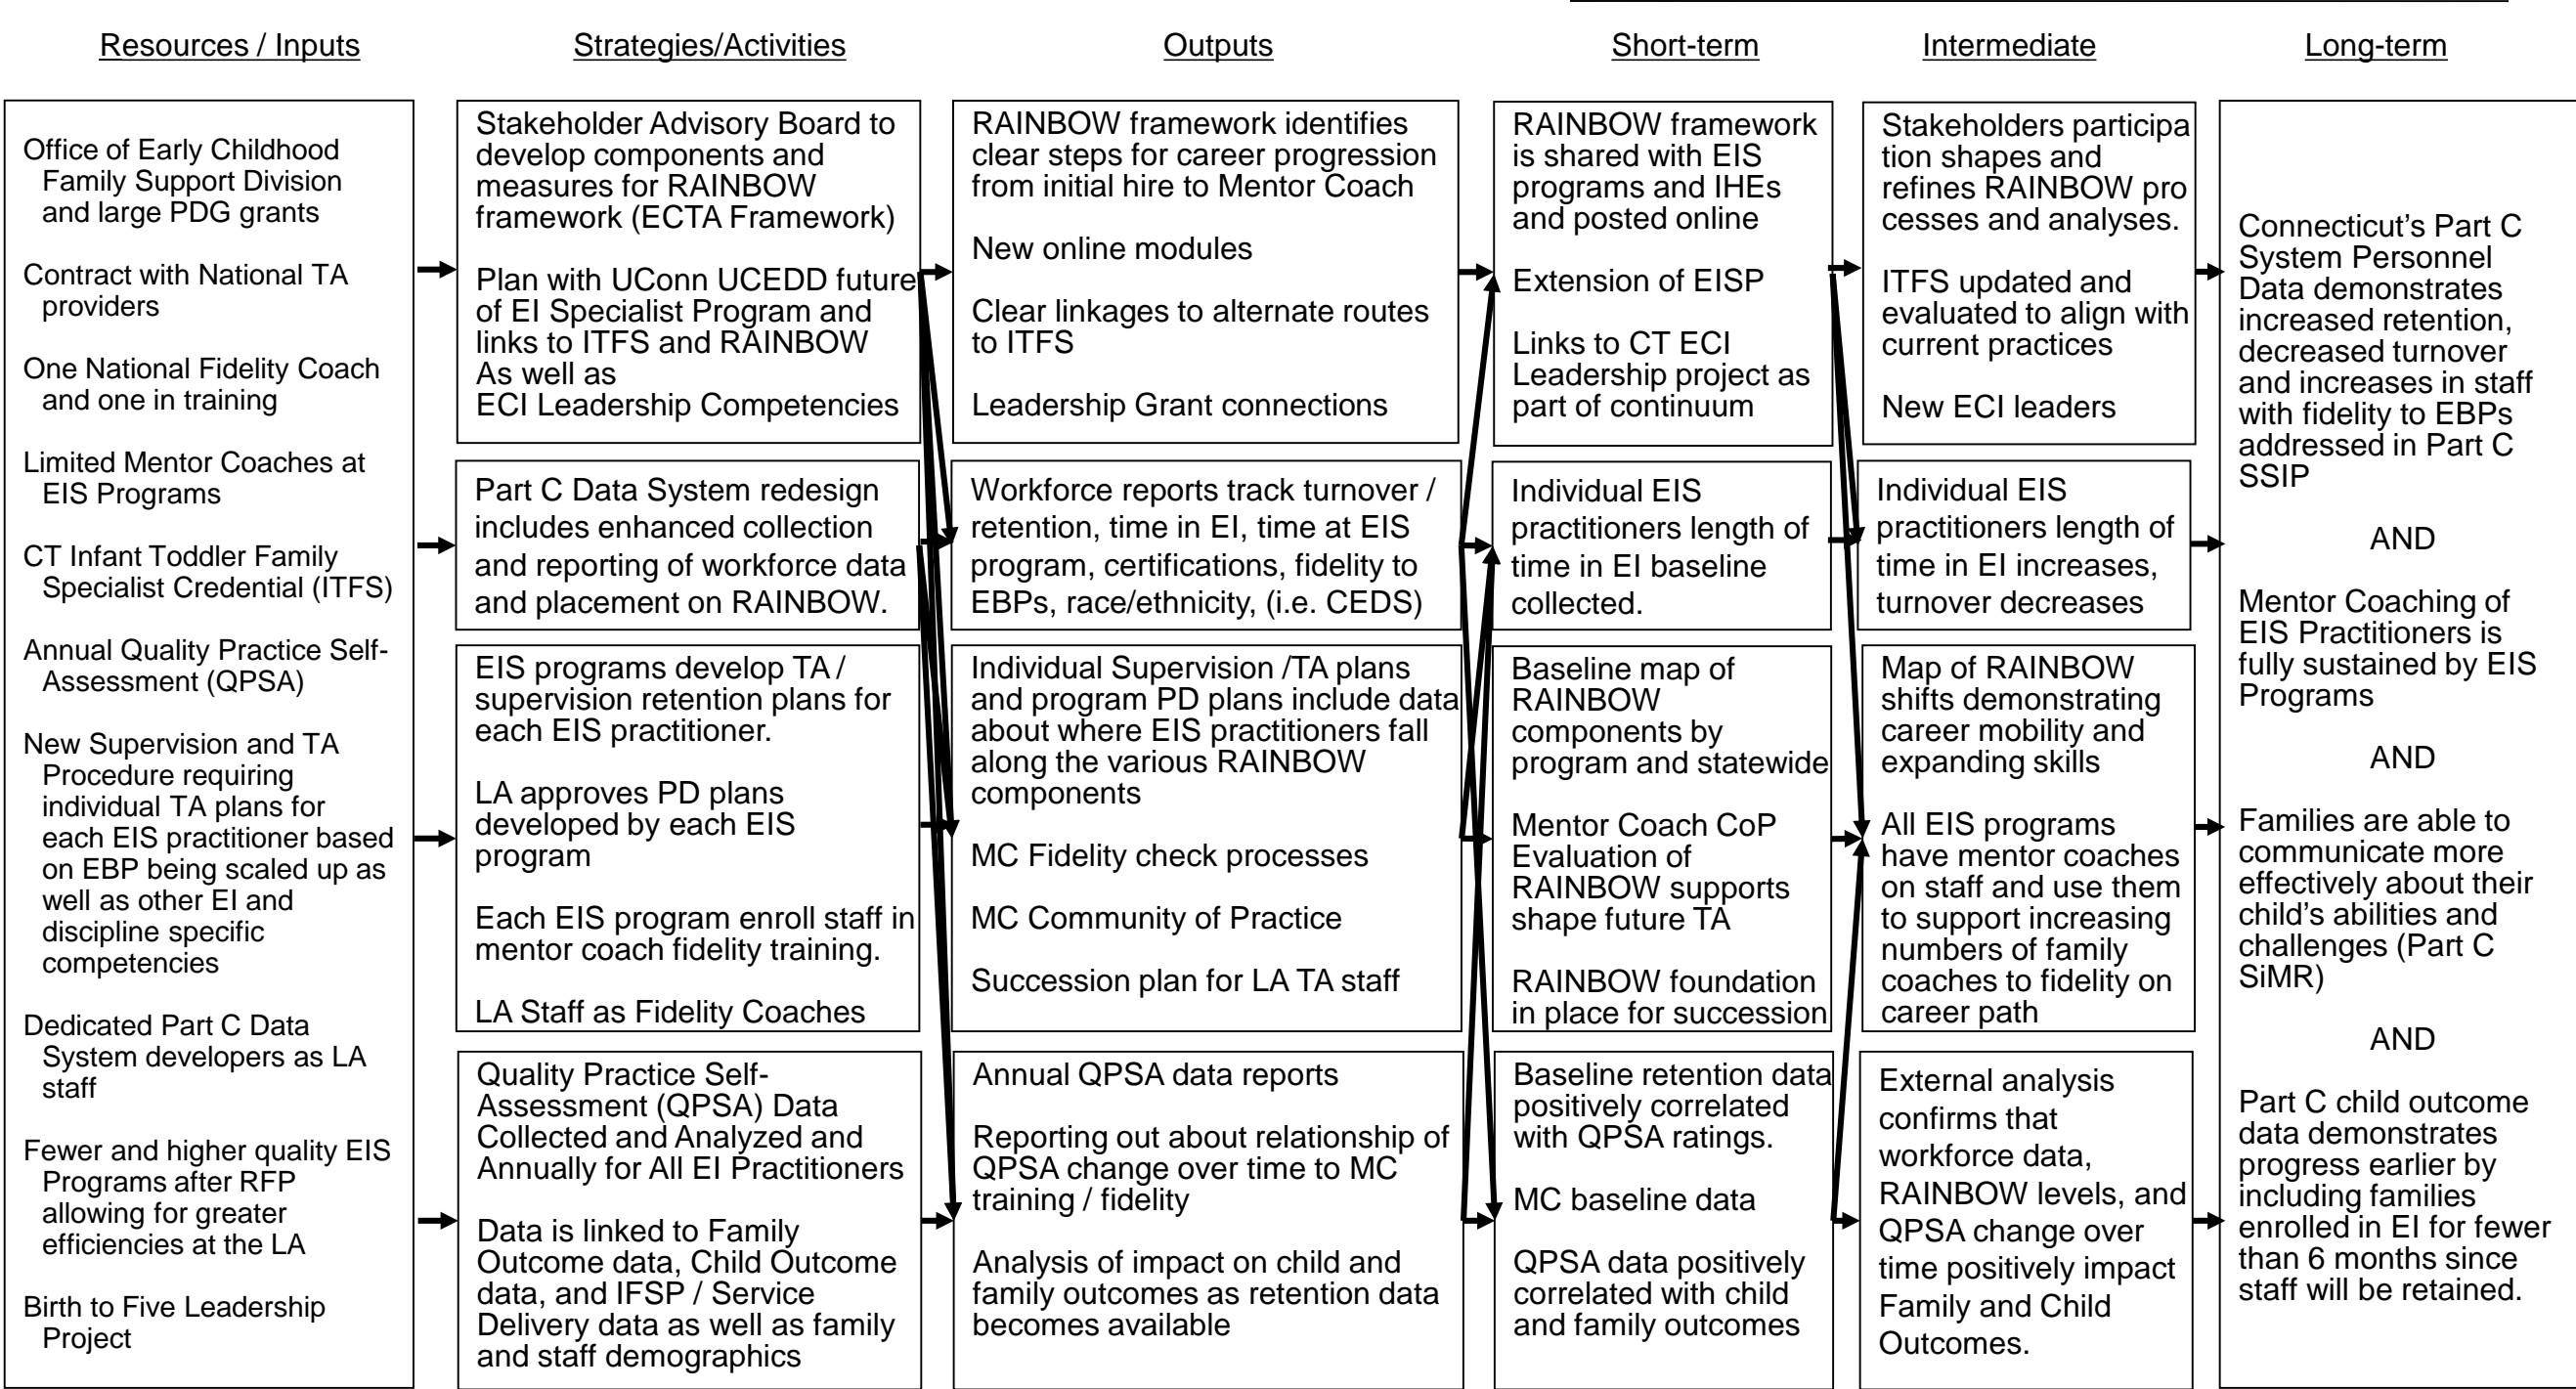 Resources / Inputs
Strategies/Activities
Outputs
Short-term
Intermediate
Long-term
Office of Early Childhood
Family Support Division
and large PDG grants
Contract with National TA
providers
One National Fidelity Coach
and one in training
Limited Mentor Coaches at
EIS Programs
CT Infant Toddler Family
Specialist Credential (ITFS)
Annual Quality Practice Self-
Assessment (QPSA)
New Supervision and TA
Procedure requiring
individual TA plans for
each EIS practitioner based
on EBP being scaled up as
well as other EI and
discipline specific
competencies
Dedicated Part C Data
System developers as LA
staff
Fewer and higher quality EIS
Programs after RFP
allowing for greater
efficiencies at the LA
Birth to Five Leadership
Project
Stakeholder Advisory Board to
develop components and
measures for RAINBOW
framework (ECTA Framework)
Plan with UConn UCEDD future
of EI Specialist Program and
links to ITFS and RAINBOW
As well as
ECI Leadership Competencies
Part C Data System redesign
includes enhanced collection
and reporting of workforce data
and placement on RAINBOW.
EIS programs develop TA /
supervision retention plans for
each EIS practitioner.
LA approves PD plans
developed by each EIS
program
Each EIS program enroll staff in
mentor coach fidelity training.
LA Staff as Fidelity Coaches
Quality Practice Self-
Assessment (QPSA) Data
Collected and Analyzed and
Annually for All EI Practitioners
Data is linked to Family
Outcome data, Child Outcome
data, and IFSP / Service
Delivery data as well as family
and staff demographics
RAINBOW framework identifies
clear steps for career progression
from initial hire to Mentor Coach
New online modules
Clear linkages to alternate routes
to ITFS
Leadership Grant connections
Workforce reports track turnover /
retention, time in EI, time at EIS
program, certifications, fidelity to
EBPs, race/ethnicity, (i.e. CEDS)
Individual Supervision /TA plans
and program PD plans include data
about where EIS practitioners fall
along the various RAINBOW
components
MC Fidelity check processes
MC Community of Practice
Succession plan for LA TA staff
Annual QPSA data reports
Reporting out about relationship of
QPSA change over time to MC
training / fidelity
Analysis of impact on child and
family outcomes as retention data
becomes available
RAINBOW framework
is shared with EIS
programs and IHEs
and posted online
Extension of EISP
Links to CT ECI
Leadership project as
part of continuum
Individual EIS
practitioners length of
time in EI baseline
collected.
Baseline map of
RAINBOW
components by
program and statewide
Mentor Coach CoP
Evaluation of
RAINBOW supports
shape future TA
RAINBOW foundation
in place for succession
Baseline retention data
positively correlated
with QPSA ratings.
MC baseline data
QPSA data positively
correlated with child
and family outcomes
Stakeholders participa
tion shapes and
refines RAINBOW pro
cesses and analyses.
ITFS updated and
evaluated to align with
current practices
New ECI leaders
Individual EIS
practitioners length of
time in EI increases,
turnover decreases
Map of RAINBOW
shifts demonstrating
career mobility and
expanding skills
All EIS programs
have mentor coaches
on staff and use them
to support increasing
numbers of family
coaches to fidelity on
career path
External analysis
confirms that
workforce data,
RAINBOW levels, and
QPSA change over
time positively impact
Family and Child
Outcomes.
Connecticut's Part C
System Personnel
Data demonstrates
increased retention,
decreased turnover
and increases in staff
with fidelity to EBPs
addressed in Part C
SSIP
AND
Mentor Coaching of
EIS Practitioners is
fully sustained by EIS
Programs
AND
Families are able to
communicate more
effectively about their
child's abilities and
challenges (Part C
SiMR)
AND
Part C child outcome
data demonstrates
progress earlier by
including families
enrolled in EI for fewer
than 6 months since
staff will be retained.